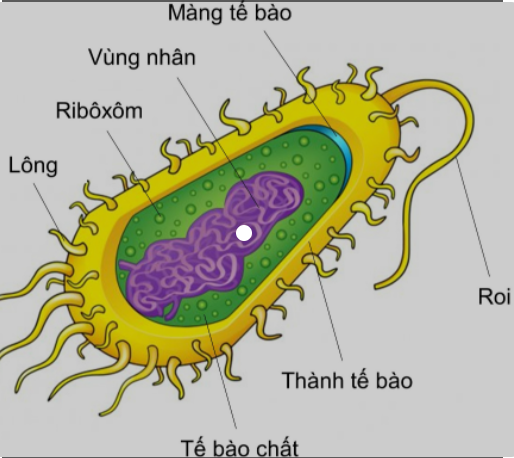 Màng tế bào
Vùng nhân
Ribôxôm
Lông
Roi
Thành tế bào
Tế bào chất